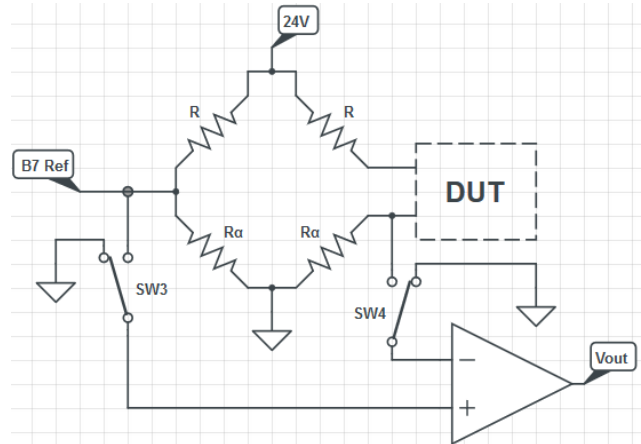 24V
R
R
B7 Ref
DUT
Rα
Rα
SW3
SW4
Vout